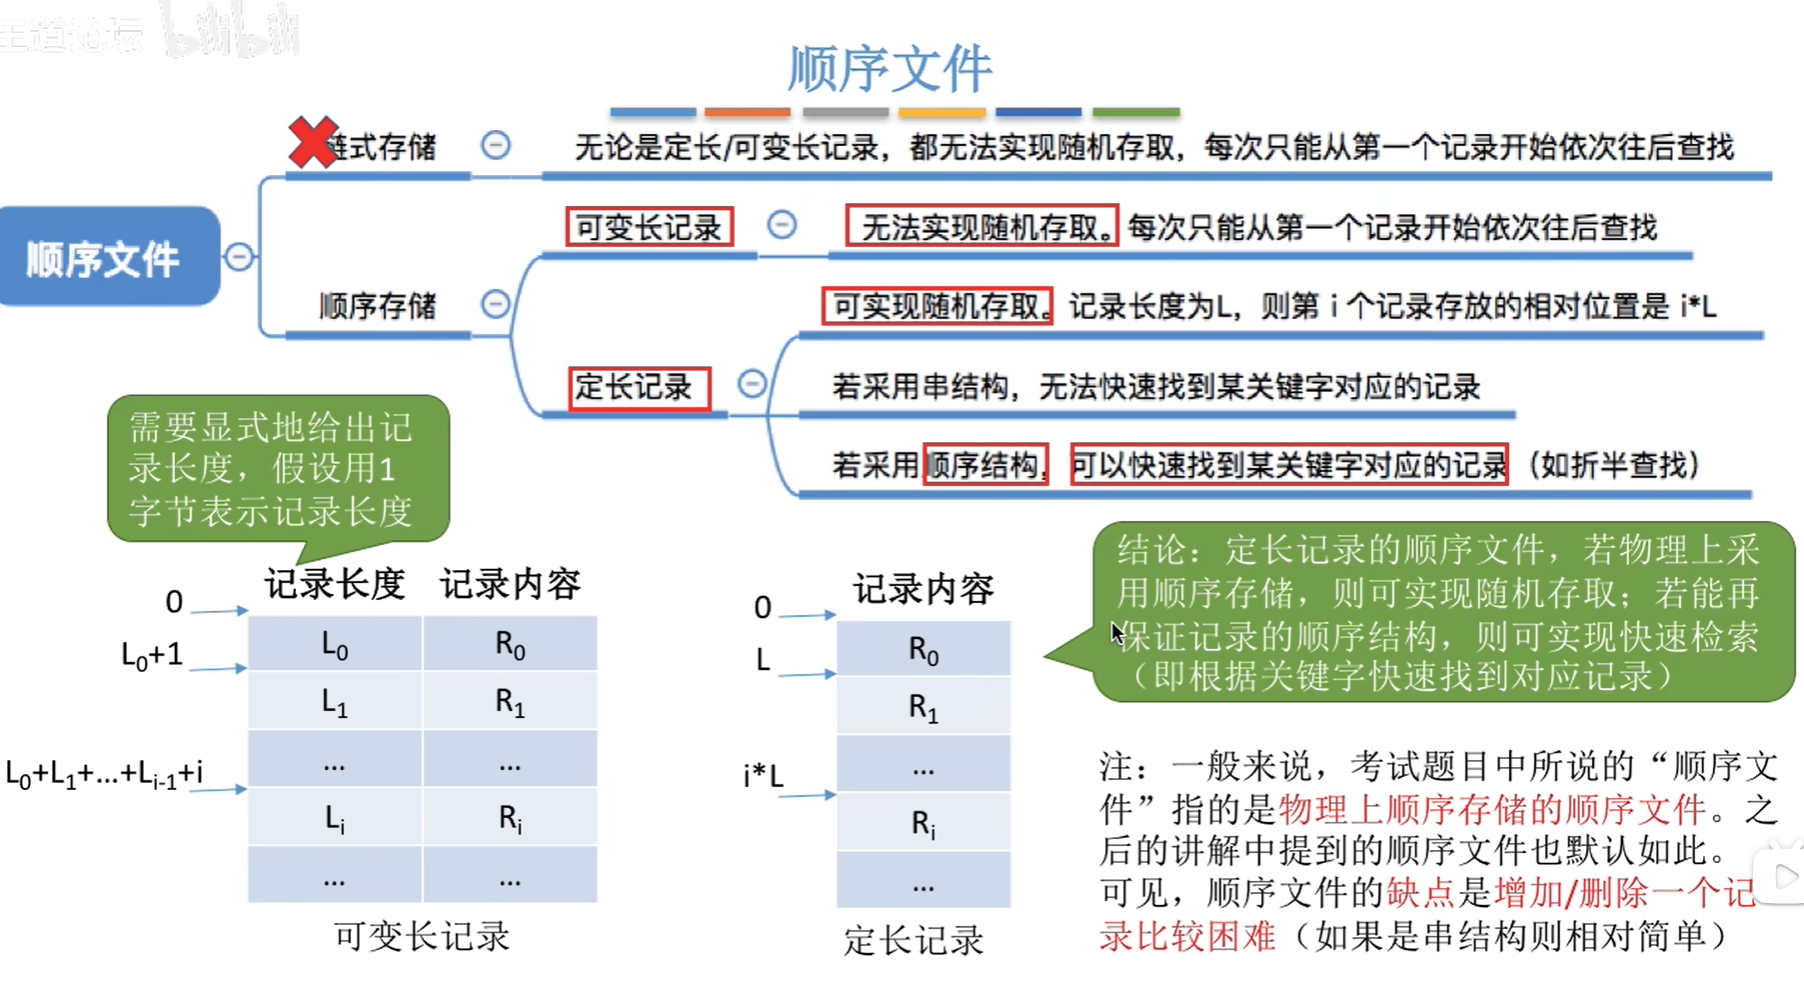 王道论坛 bilibili
顺序文件
链式存储
无论是定长/可变长记录，都无法实现随机存取，每次只能从第一个记录开始依次往后查找
可变长记录
无法实现随机存取。每次只能从第一个记录开始依次往后查找
顺序文件
顺序存储
可实现随机存取。记录长度为L，则第 i 个记录存放的相对位置是 i*L
定长记录
若采用串结构，无法快速找到某关键字对应的记录
若采用顺序结构，可以快速找到某关键字对应的记录（如折半查找）
需要显式地给出记
录长度，假设用1
字节表示记录长度
记录长度 记录内容
0
L₀ R₀
L₀+1
L₁ R₁
... ...
L₀+L₁+...+Lᵢ₋₁+i
Lᵢ Rᵢ
... ...
可变长记录
记录内容
0
R₀
L
R₁
...
i*L
Rᵢ
...
定长记录
结论：定长记录的顺序文件，若物理上采
用顺序存储，则可实现随机存取；若能再
保证记录的顺序结构，则可实现快速检索
（即根据关键字快速找到对应记录）
注：一般来说，考试题目中所说的“顺序文
件”指的是物理上顺序存储的顺序文件。之
后的讲解中提到的顺序文件也默认如此。
可见，顺序文件的缺点是增加/删除一个记
录比较困难（如果是串结构则相对简单）